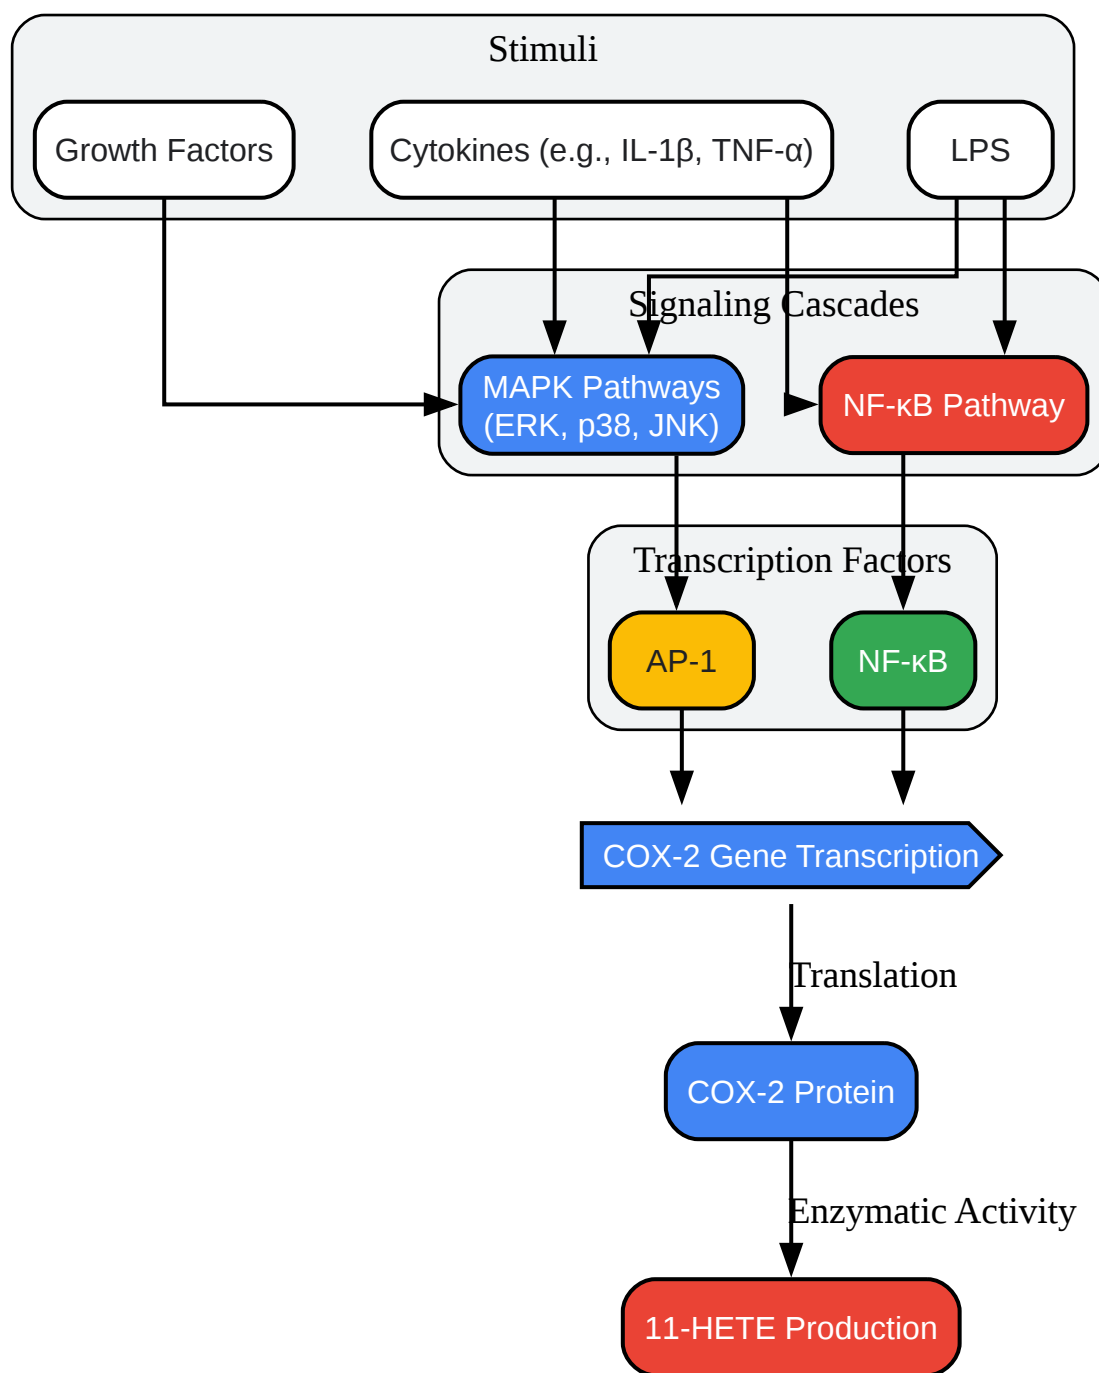 Stimuli
Growth Factors
Cytokines (e.g., IL-1β, TNF-α)
LPS
Signaling Cascades
MAPK Pathways
(ERK, p38, JNK)
NF-κB Pathway
Transcription Factors
AP-1
NF-κB
COX-2 Gene Transcription
Translation
COX-2 Protein
Enzymatic Activity
11-HETE Production